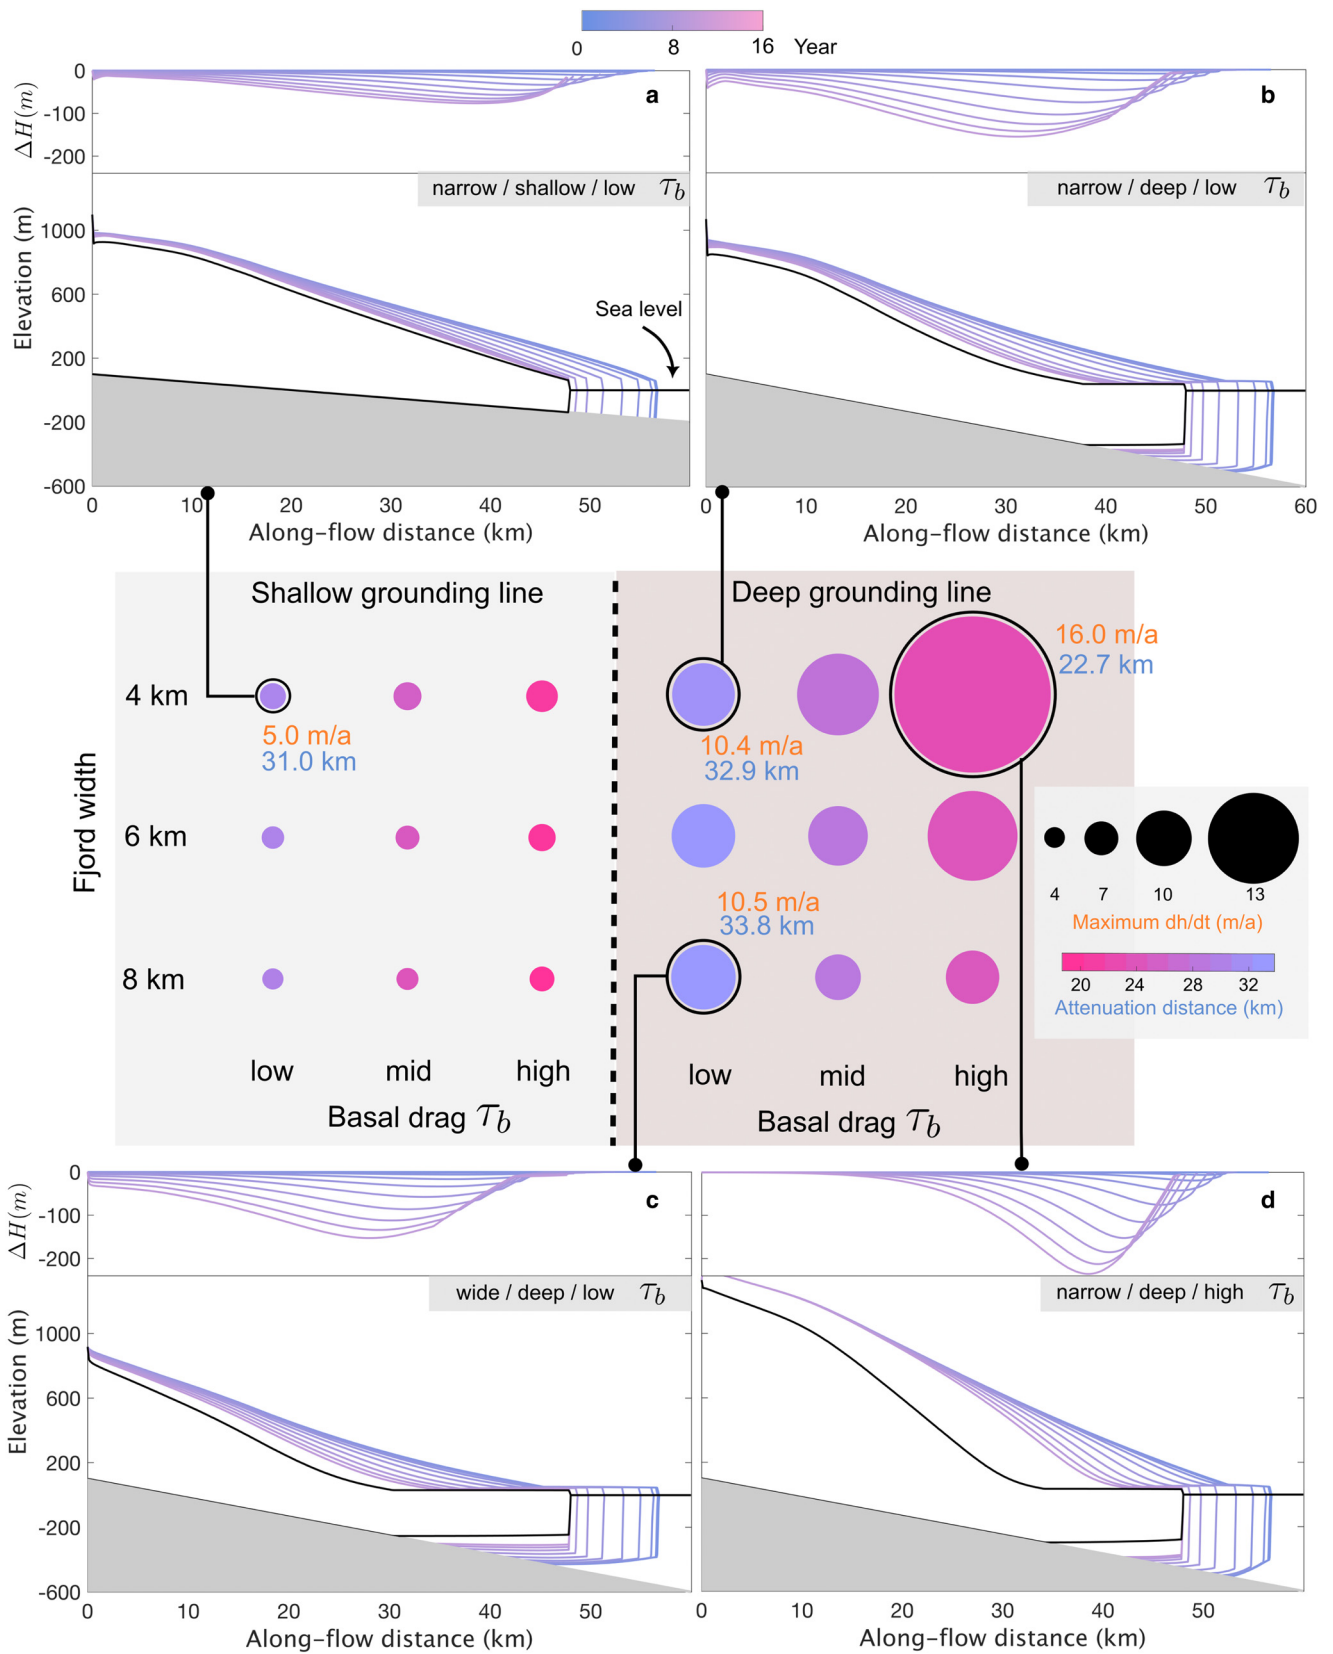 0 8 16 Year
0
-100
-200
ΔH(m)
a
narrow / shallow / low τb
1000
600
200
-200
-600
Elevation (m)
Sea level
0 10 20 30 40 50
Along-flow distance (km)
b
narrow / deep / low τb
0 10 20 30 40 50 60
Along-flow distance (km)
Shallow grounding line
Deep grounding line
Fjord width
4 km
5.0 m/a
31.0 km
10.4 m/a
32.9 km
16.0 m/a
22.7 km
6 km
10.5 m/a
33.8 km
8 km
low mid high
Basal drag τb
low mid high
Basal drag τb
4 7 10 13
Maximum dh/dt (m/a)
20 24 28 32
Attenuation distance (km)
0
-100
-200
ΔH(m)
c
wide / deep / low τb
1000
600
200
-200
-600
Elevation (m)
0 10 20 30 40 50
Along-flow distance (km)
d
narrow / deep / high τb
0 10 20 30 40 50
Along-flow distance (km)